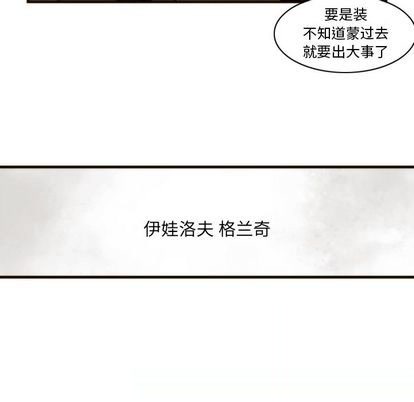 要是装
不知道蒙过去
就要出大事了
伊娃洛夫 格兰奇